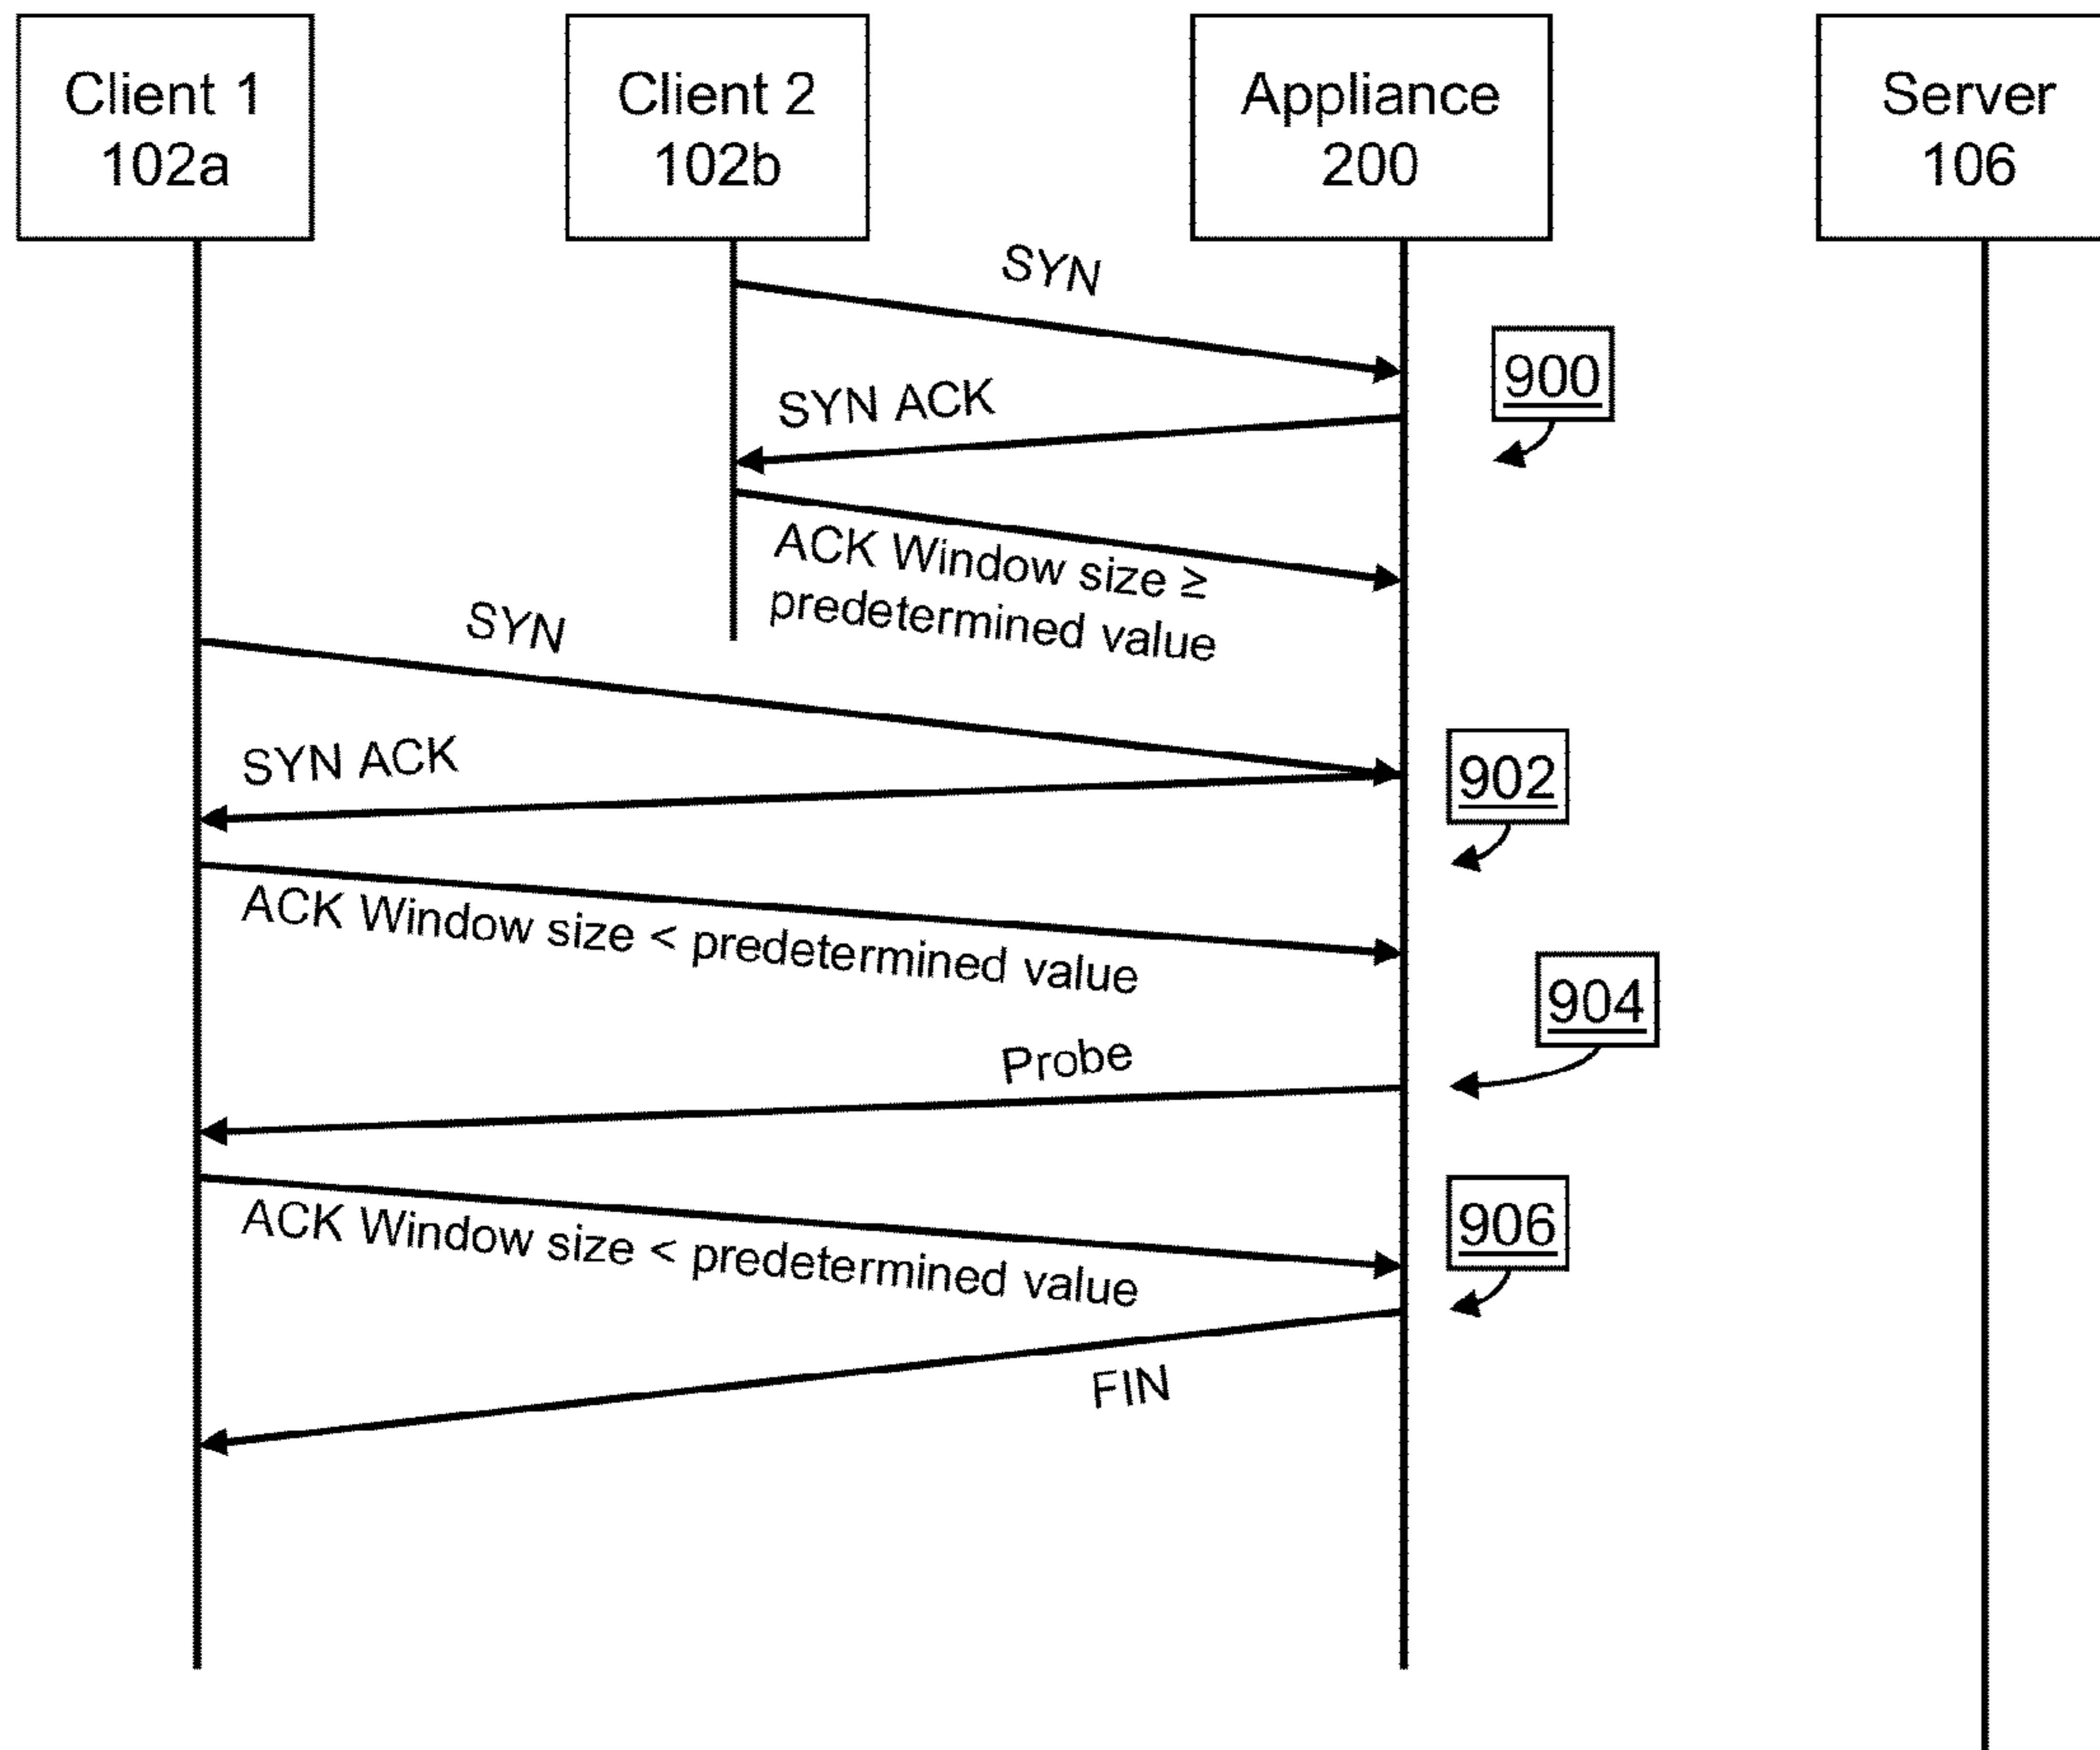 Client 1
102a
Client 2
102b
Appliance
200
Server
106
SYN
900
SYN ACK
ACK Window size ≥
predetermined value
SYN
SYN ACK
902
ACK Window size < predetermined value
904
Probe
906
ACK Window size < predetermined value
FIN